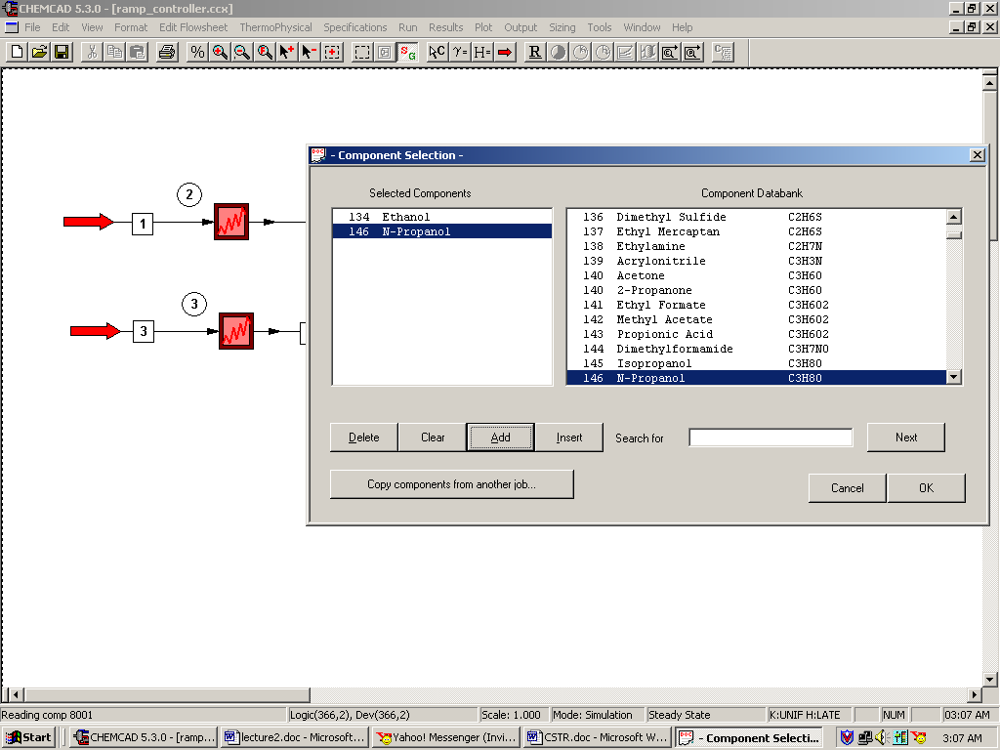 CHEMCAD 5.3.0 - [ramp_controller.ccx]
File Edit View Format Edit Flowsheet ThermoPhysical Specifications Run Results Plot Output Sizing Tools Window Help
% S G C γ= H= R
- Component Selection -
Selected Components
Component Databank
134 Ethanol
146 N-Propanol
136 Dimethyl Sulfide C2H6S
137 Ethyl Mercaptan C2H6S
138 Ethylamine C2H7N
139 Acrylonitrile C3H3N
140 Acetone C3H6O
140 2-Propanone C3H6O
141 Ethyl Formate C3H6O2
142 Methyl Acetate C3H6O2
143 Propionic Acid C3H6O2
144 Dimethylformamide C3H7NO
145 Isopropanol C3H8O
146 N-Propanol C3H8O
2
1
3
3
Delete Clear Add Insert Search for Next
Copy components from another job... Cancel OK
Reading comp 8001 Logic(366,2), Dev(366,2) Scale: 1.000 Mode: Simulation Steady State K:UNIF H:LATE NUM 03:07 AM
Start CHEMCAD 5.3.0 - [ramp... lecture2.doc - Microsoft... Yahoo! Messenger (Invi... CSTR.doc - Microsoft W... - Component Selecti... 3:07 AM